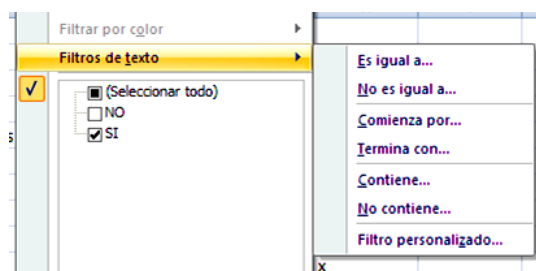 Filtrar por color
Filtros de texto
(Seleccionar todo)
NO
SI
Es igual a...
No es igual a...
Comienza por...
Termina con...
Contiene...
No contiene...
Filtro personalizado...
s
x